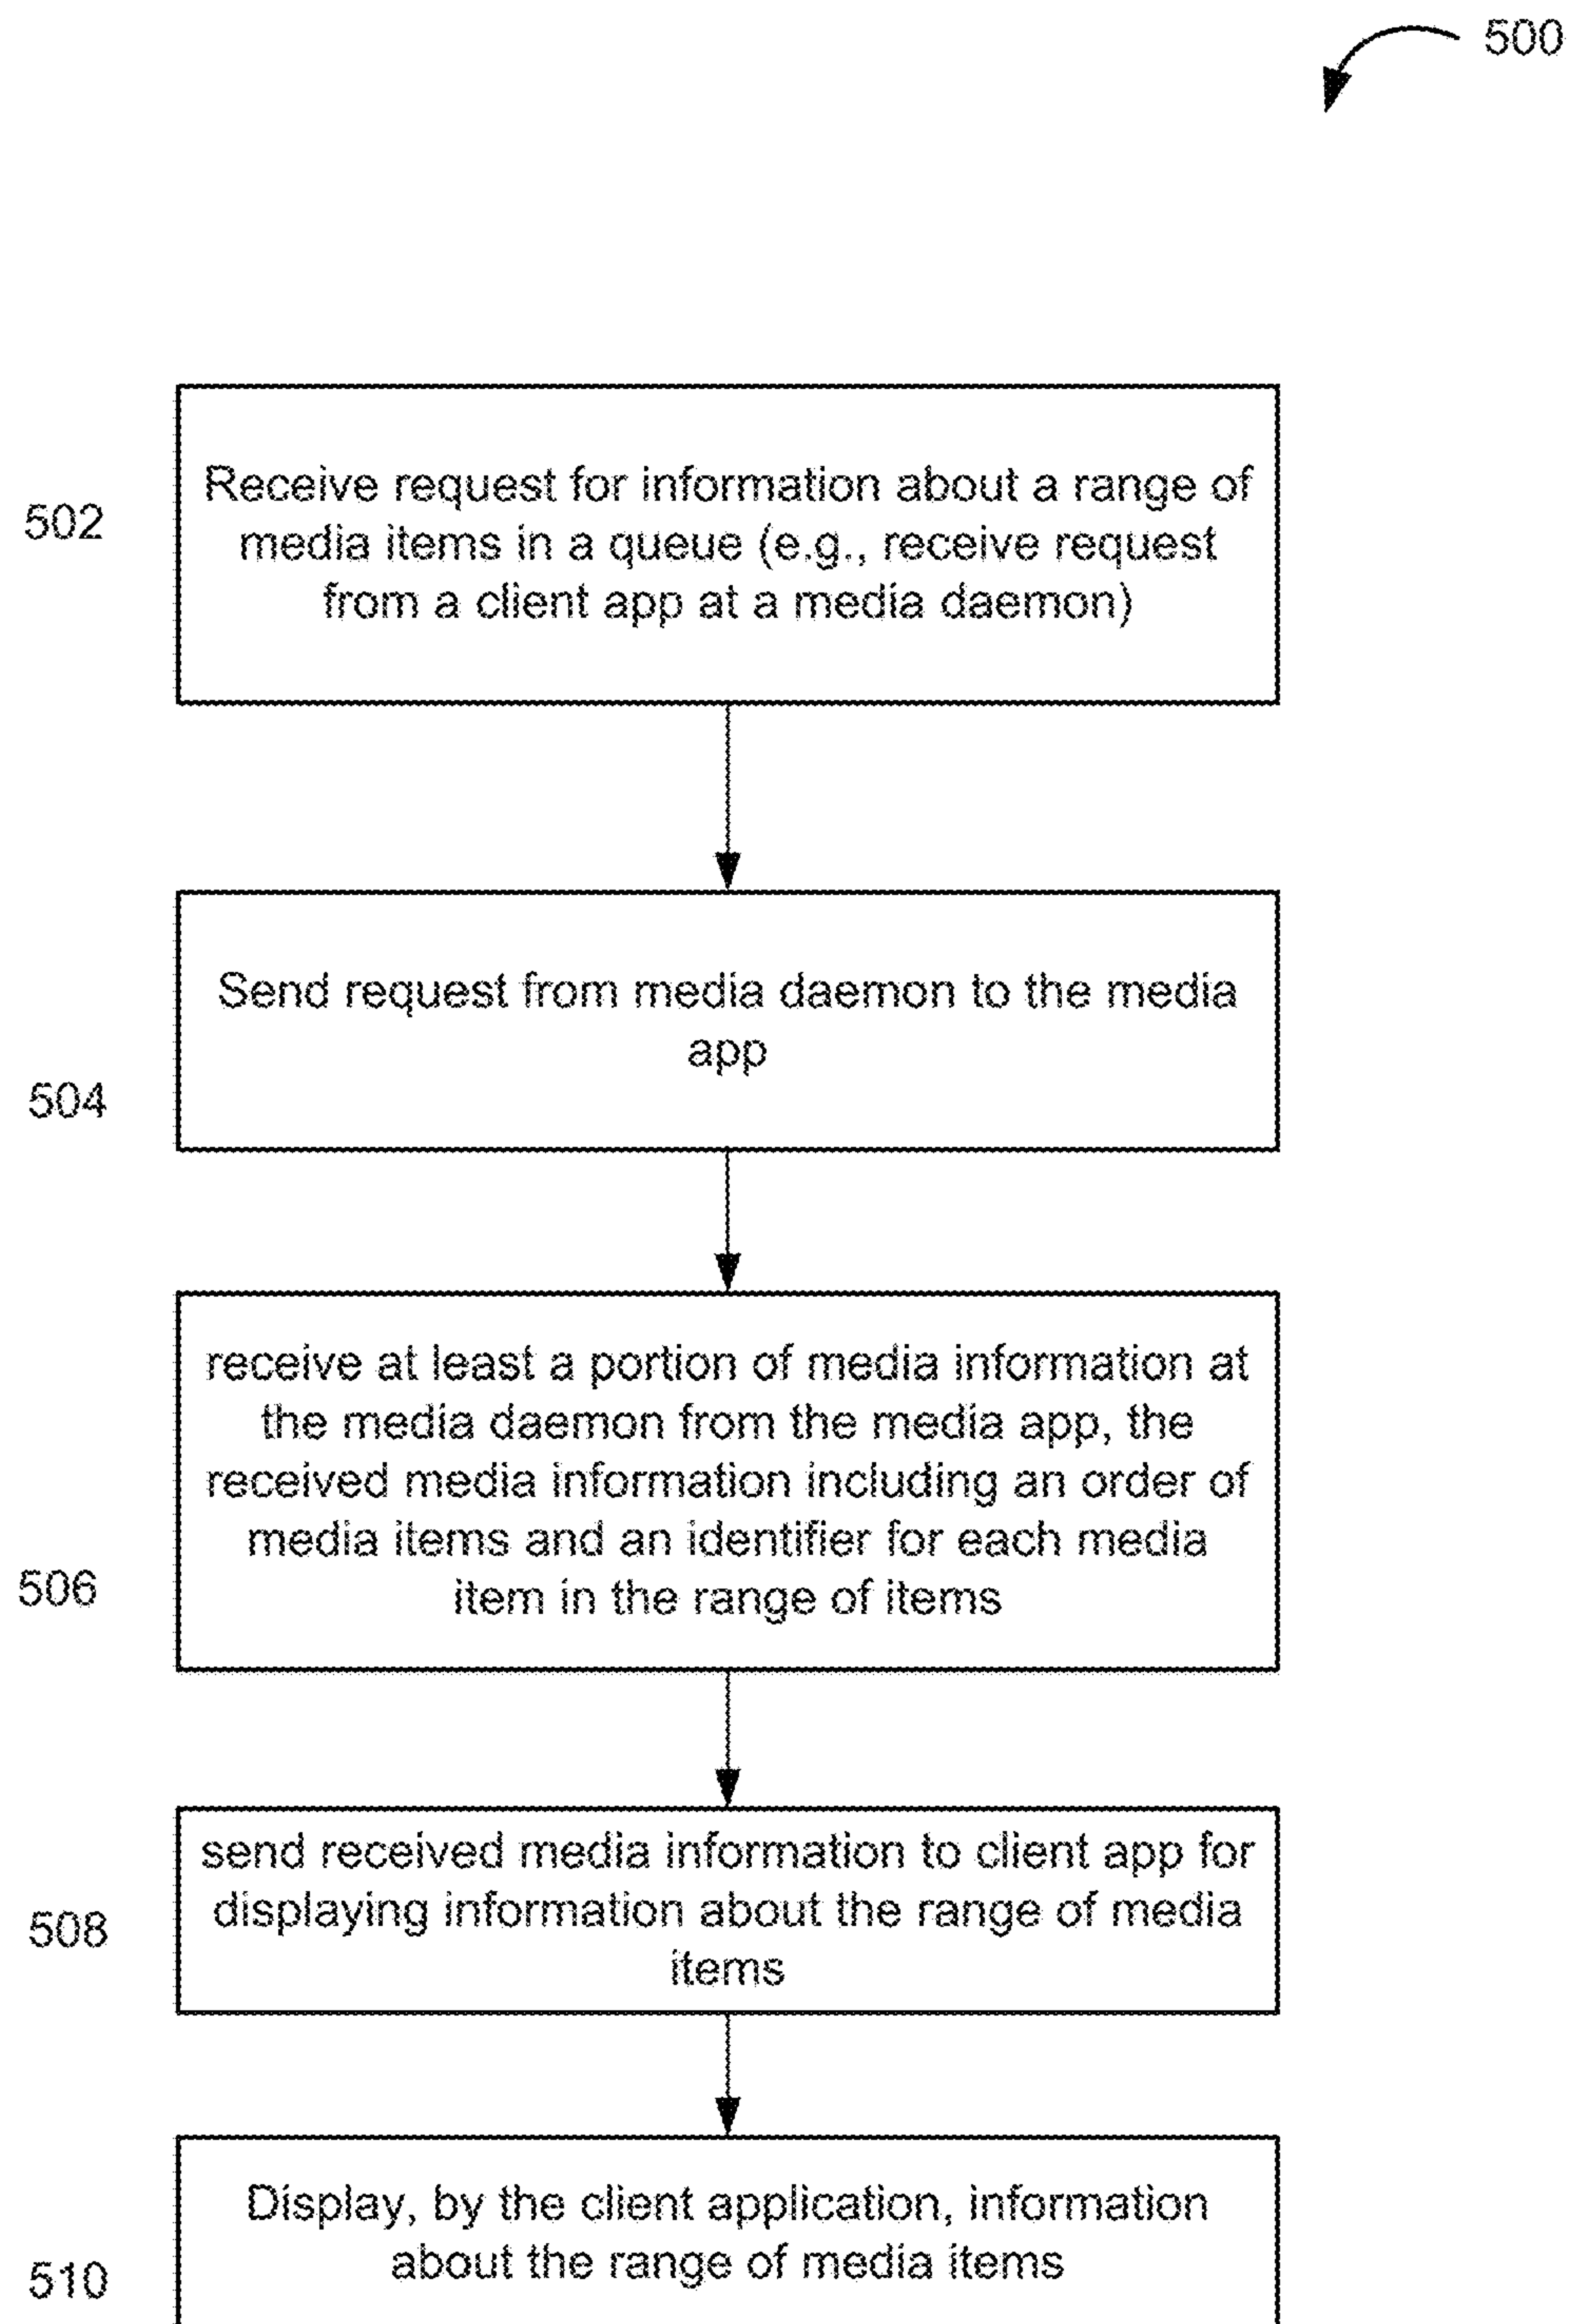 500
502
Receive request for information about a range of
media items in a queue (e.g., receive request
from a client app at a media daemon)
504
Send request from media daemon to the media
app
506
receive at least a portion of media information at
the media daemon from the media app, the
received media information including an order of
media items and an identifier for each media
item in the range of items
508
send received media information to client app for
displaying information about the range of media
items
510
Display, by the client application, information
about the range of media items